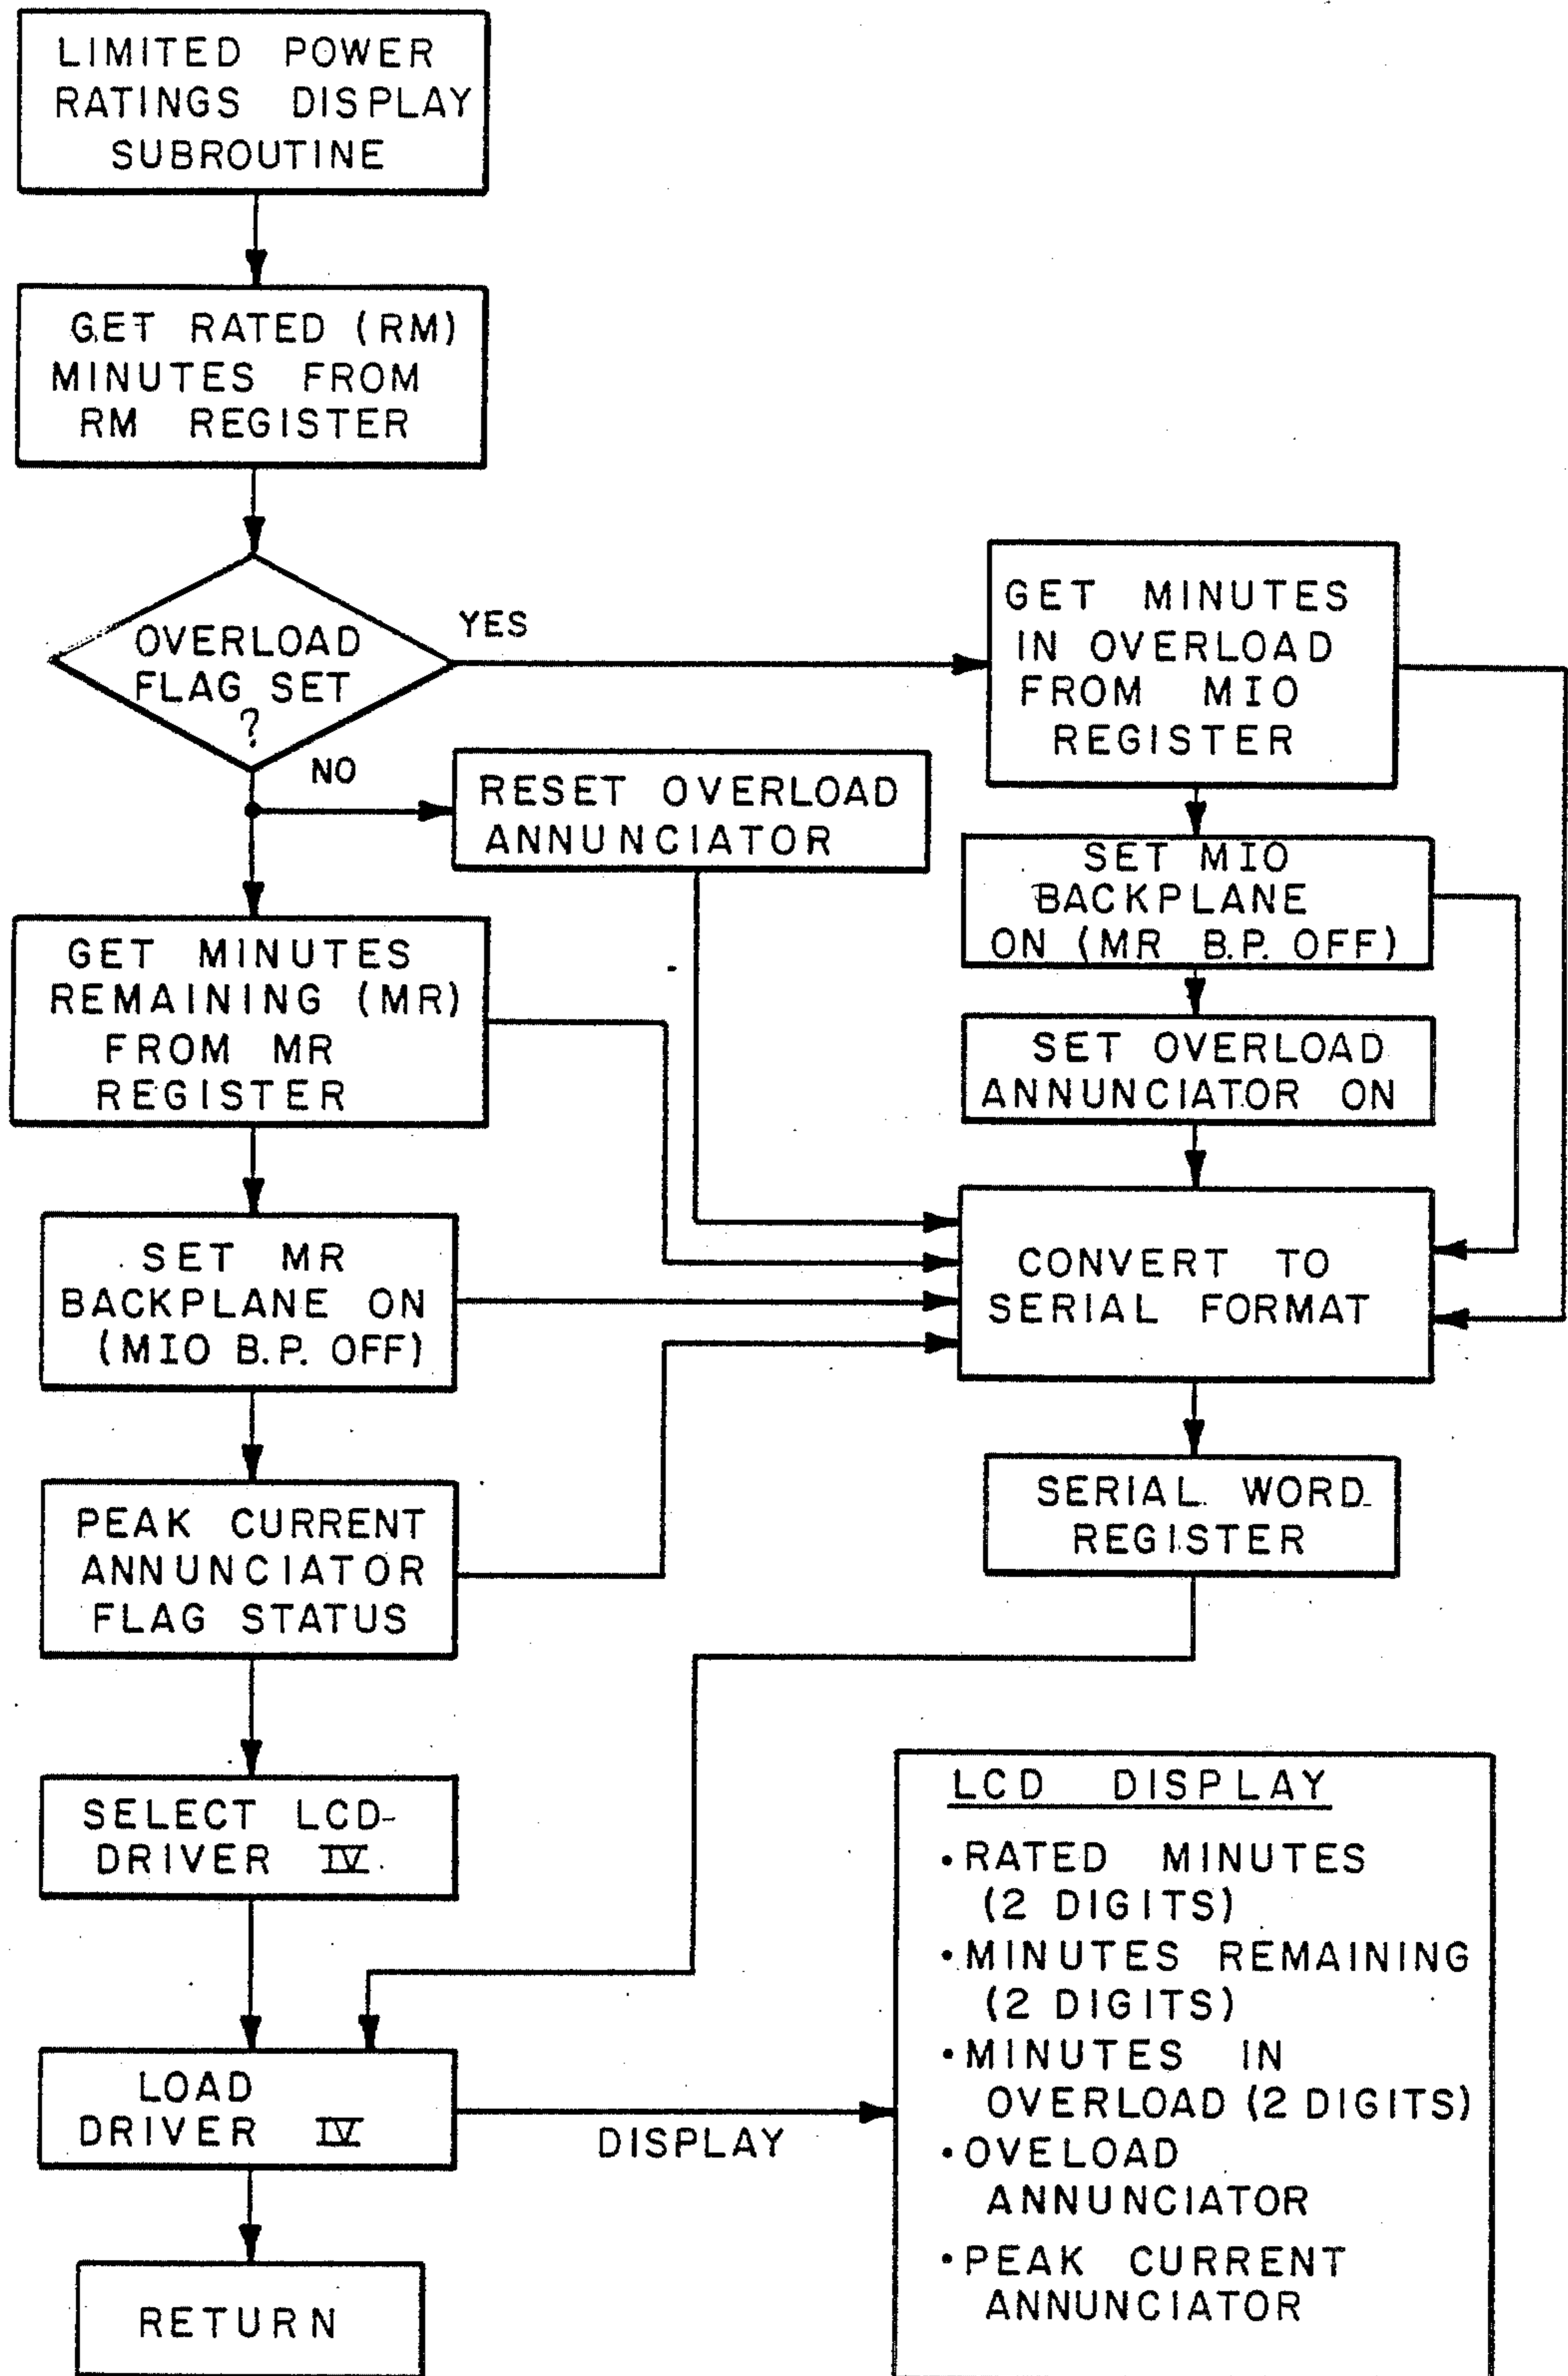 LIMITED POWER
RATINGS DISPLAY
SUBROUTINE
GET RATED (RM)
MINUTES FROM
RM REGISTER
OVERLOAD
FLAG SET
?
YES
NO
RESET OVERLOAD
ANNUNCIATOR
GET MINUTES
IN OVERLOAD
FROM MIO
REGISTER
SET MIO
BACKPLANE
ON (MR B.P. OFF)
SET OVERLOAD
ANNUNCIATOR ON
GET MINUTES
REMAINING (MR)
FROM MR
REGISTER
SET MR
BACKPLANE ON
(MIO B.P. OFF)
CONVERT TO
SERIAL FORMAT
PEAK CURRENT
ANNUNCIATOR
FLAG STATUS
SERIAL WORD
REGISTER
SELECT LCD-
DRIVER IV
LOAD
DRIVER IV
DISPLAY
RETURN
LCD DISPLAY
•RATED MINUTES
(2 DIGITS)
•MINUTES REMAINING
(2 DIGITS)
•MINUTES IN
OVERLOAD (2 DIGITS)
•OVELOAD
ANNUNCIATOR
•PEAK CURRENT
ANNUNCIATOR